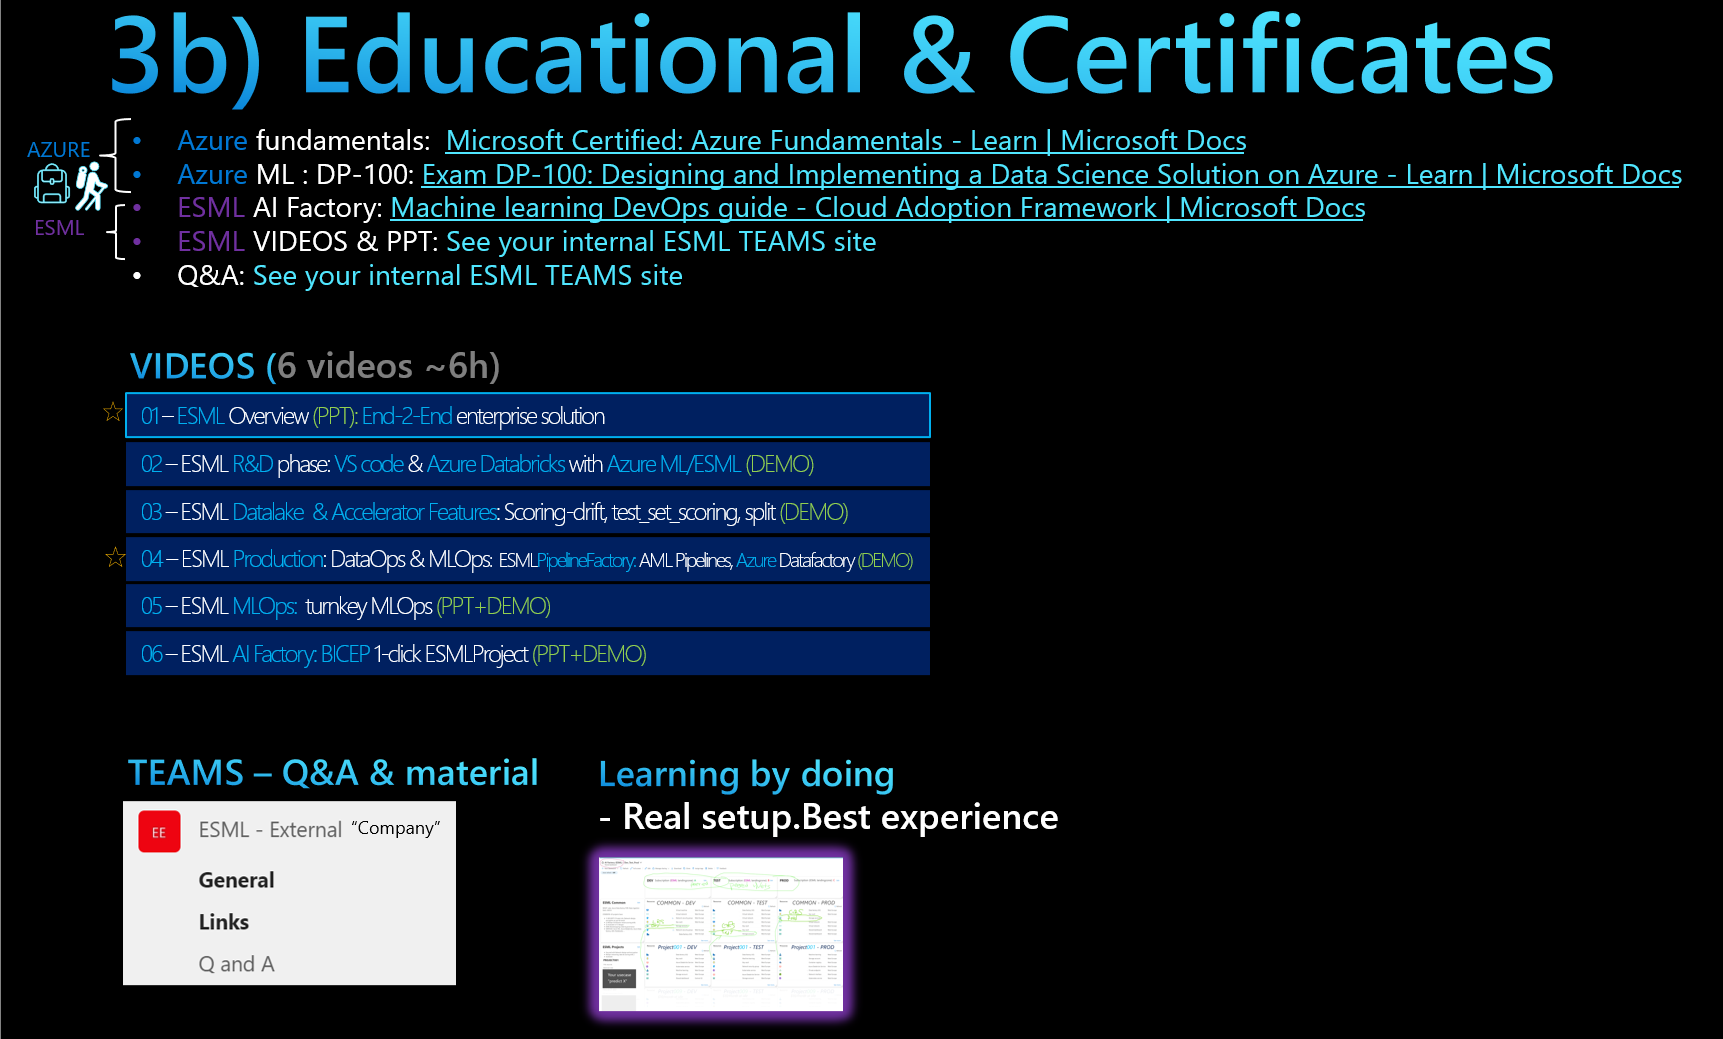 3b) Educational & Certificates
AZURE
ESML
• Azure fundamentals: Microsoft Certified: Azure Fundamentals - Learn | Microsoft Docs
• Azure ML : DP-100: Exam DP-100: Designing and Implementing a Data Science Solution on Azure - Learn | Microsoft Docs
• ESML AI Factory: Machine learning DevOps guide - Cloud Adoption Framework | Microsoft Docs
• ESML VIDEOS & PPT: See your internal ESML TEAMS site
• Q&A: See your internal ESML TEAMS site
VIDEOS (6 videos ~6h)
01 – ESML Overview (PPT): End-2-End enterprise solution
02 – ESML R&D phase: VS code & Azure Databricks with Azure ML/ESML (DEMO)
03 – ESML Datalake & Accelerator Features: Scoring-drift, test_set_scoring, split (DEMO)
04 – ESML Production: DataOps & MLOps: ESMLPipelineFactory: AML Pipelines, Azure Datafactory (DEMO)
05 – ESML MLOps: turnkey MLOps (PPT+DEMO)
06 – ESML AI Factory: BICEP 1-click ESMLProject (PPT+DEMO)
TEAMS – Q&A & material
EE ESML - External “Company”
General
Links
Q and A
Learning by doing
- Real setup.Best experience
DEV TEST PROD
ESML Common
COMMON - DEV COMMON - TEST COMMON - PROD
ESML Projects
Project001 - DEV Project001 - TEST Project001 - PROD